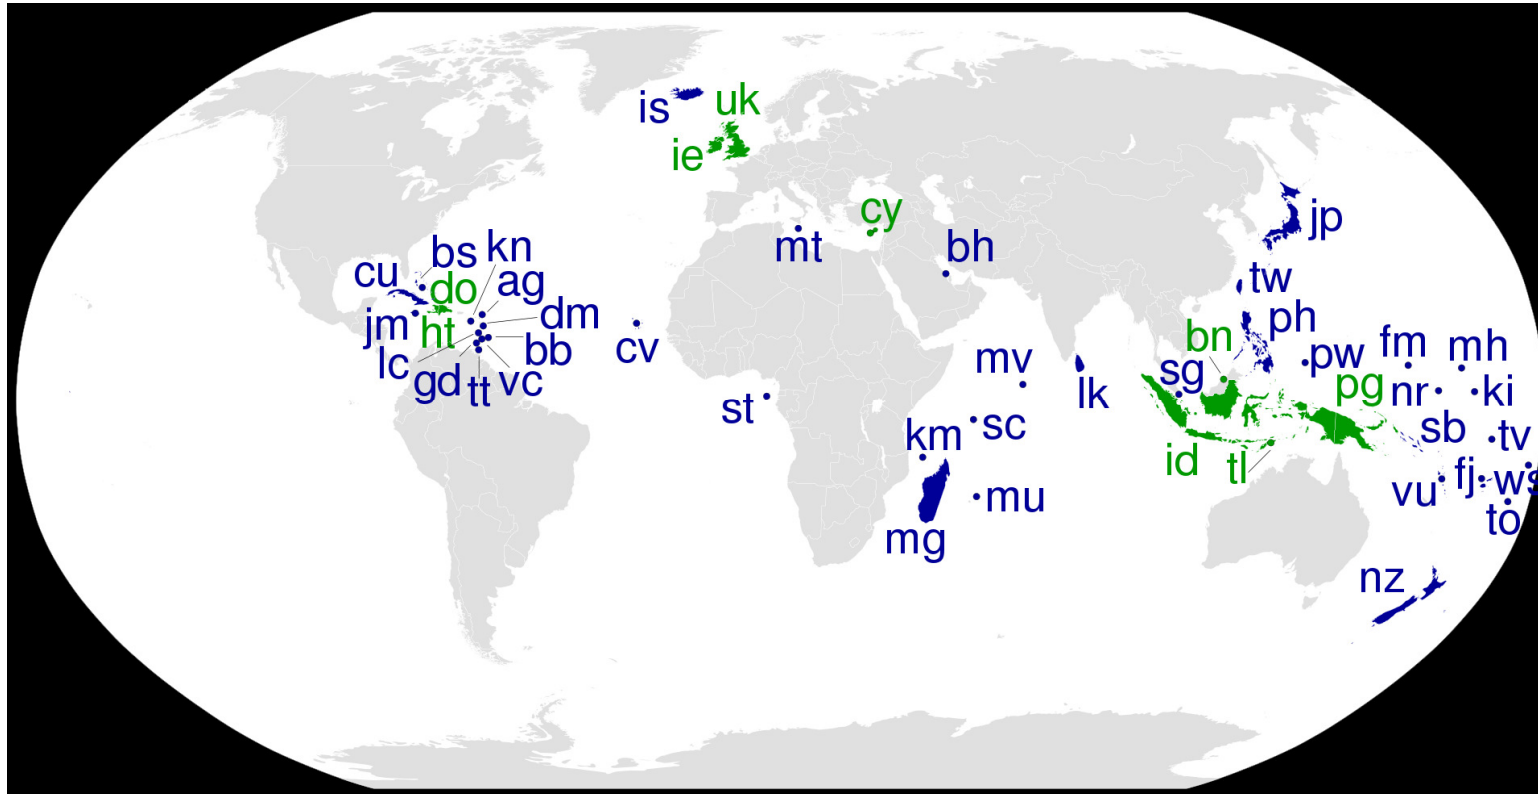 is
uk
ie
cy
mt
bh
jp
tw
ph
cu
bs
kn
do
ag
jm
ht
dm
bb
lc
gd
tt
vc
cv
st
mv
lk
sc
km
mu
mg
bn
sg
pw
fm
mh
pg
nr
ki
sb
tv
id
tl
vu
fj
ws
to
nz